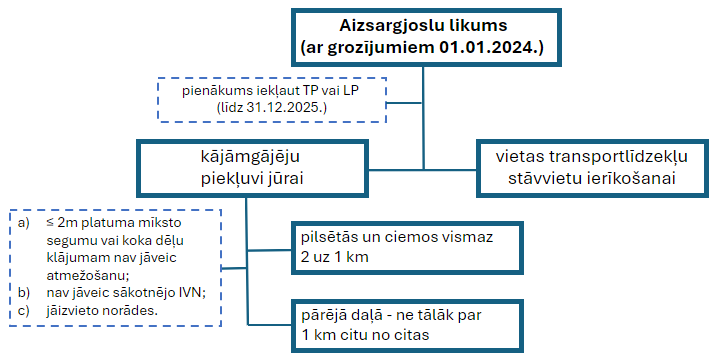 Aizsargjoslu likums
(ar grozījumiem 01.01.2024.)
pienākums iekļaut TP vai LP
(līdz 31.12.2025.)
kājāmgājēju
piekļuvi jūrai
vietas transportlīdzekļu
stāvvietu ierīkošanai
a) ≤ 2m platuma mīksto
segumu vai koka dēļu
klājumam nav jāveic
atmežošanu;
b) nav jāveic sākotnējo IVN;
c) jāizvieto norādes.
pilsētās un ciemos vismaz
2 uz 1 km
pārējā daļā - ne tālāk par
1 km citu no citas